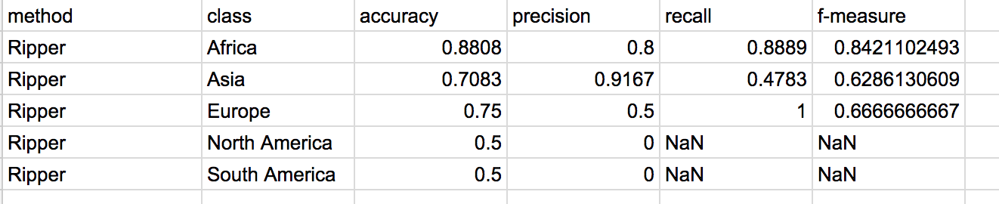 method class accuracy precision recall f-measure
Ripper Africa 0.8808 0.8 0.8889 0.8421102493
Ripper Asia 0.7083 0.9167 0.4783 0.6286130609
Ripper Europe 0.75 0.5 1 0.6666666667
Ripper North America 0.5 0 NaN NaN
Ripper South America 0.5 0 NaN NaN